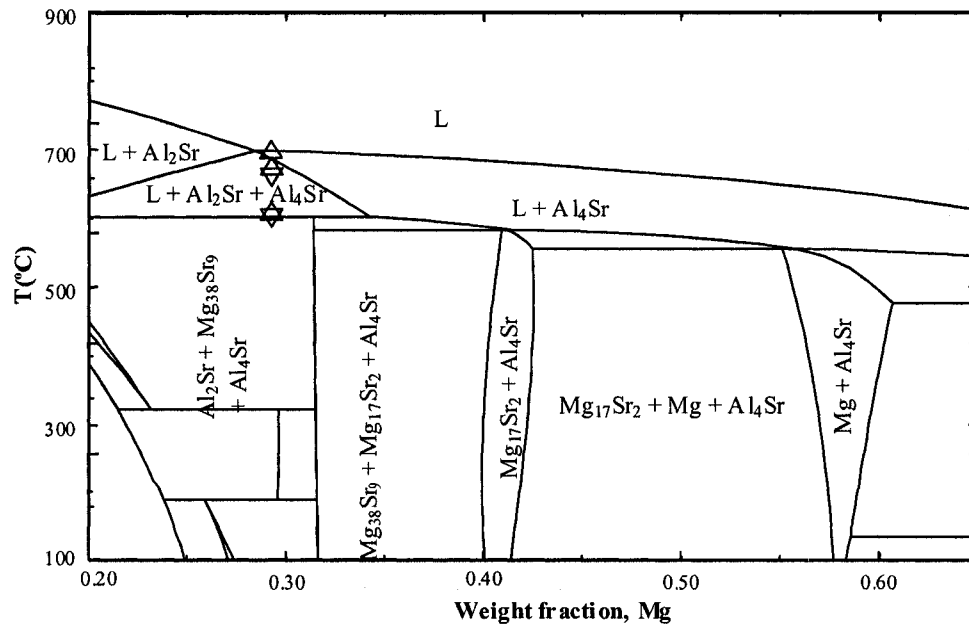 900
700
500
300
100
T(ºC)
L
L + Al₂Sr
L + Al₂Sr + Al₄Sr
L + Al₄Sr
Al₂Sr + Mg₃₈Sr₉
+ Al₄Sr
Mg₃₈Sr₉ + Mg₁₇Sr₂ + Al₄Sr
Mg₁₇Sr₂ + Al₄Sr
Mg₁₇Sr₂ + Mg + Al₄Sr
Mg + Al₄Sr
0.20
0.30
0.40
0.50
0.60
Weight fraction, Mg